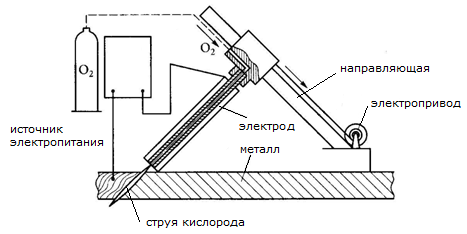 O₂
O₂
направляющая
электропривод
источник
электропитания
электрод
металл
струя кислорода